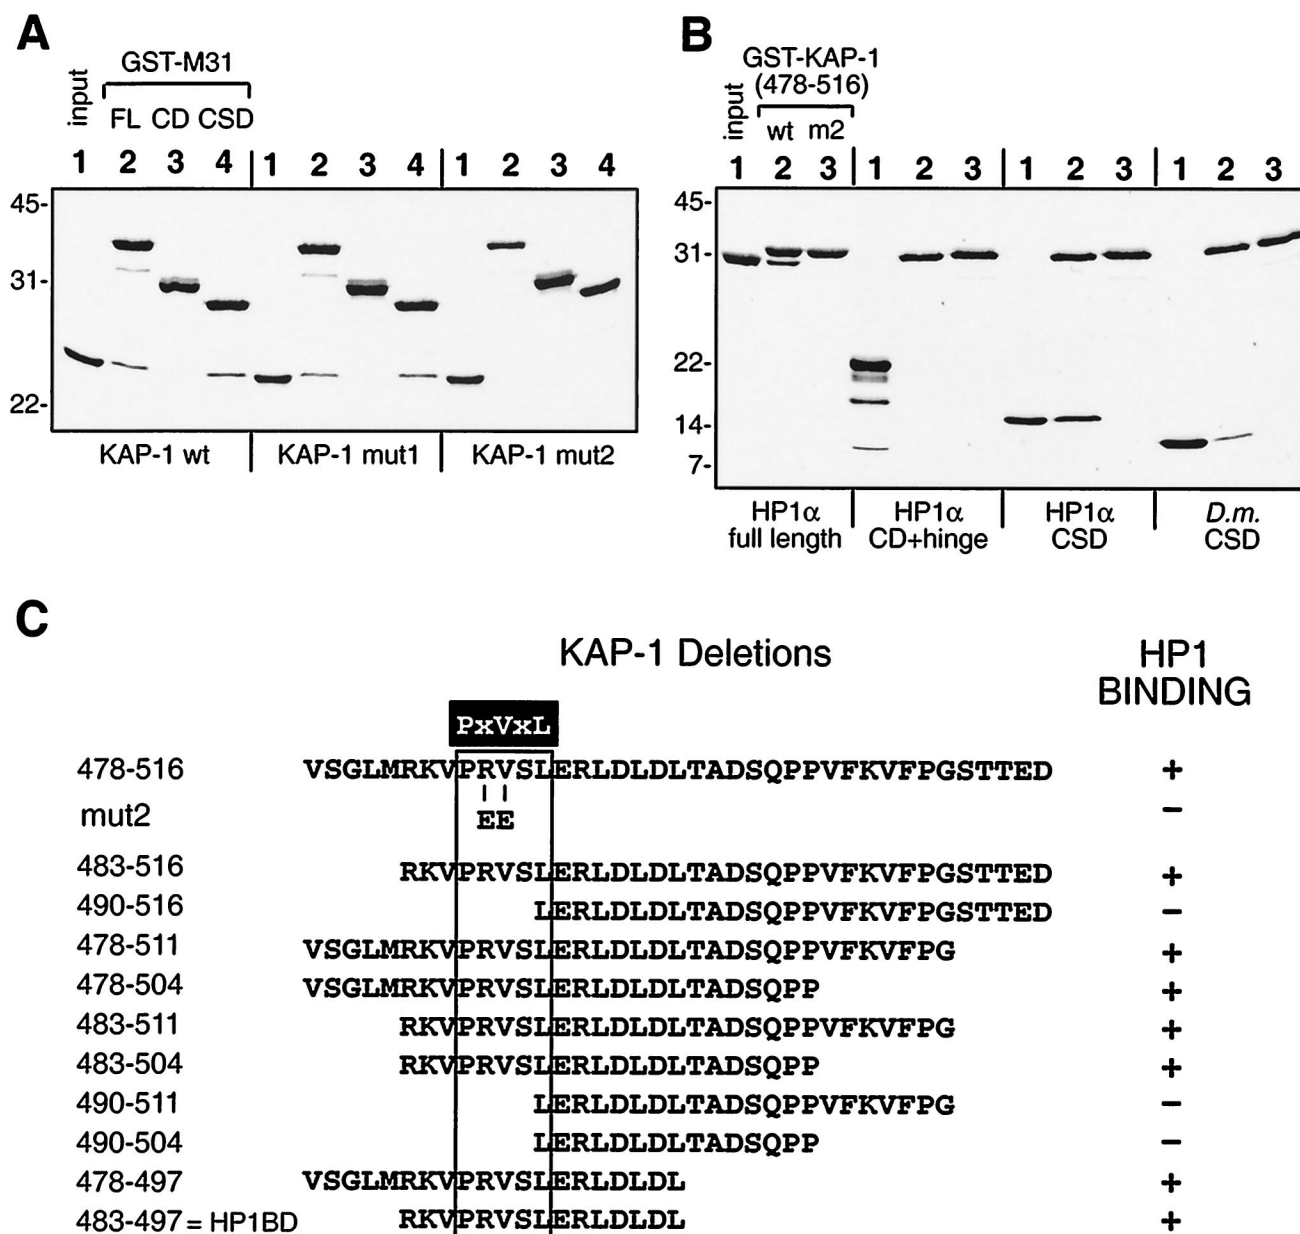 A
GST-M31
input
FL CD CSD
1 2 3 4 1 2 3 4 1 2 3 4
45-
31-
22-
KAP-1 wt KAP-1 mut1 KAP-1 mut2
B
GST-KAP-1
(478-516)
input
wt m2
1 2 3 1 2 3 1 2 3 1 2 3
45-
31-
22-
14-
7-
HP1α full length
HP1α CD+hinge
HP1α CSD
D.m. CSD
C
KAP-1 Deletions
HP1 BINDING
PxVxL
478-516 VSGLMRKVPRVSLERLDLDLTADSQPPVFKVFPGSTTED +
mut2 EE −
483-516 RKVPRVSLERLDLDLTADSQPPVFKVFPGSTTED +
490-516 LERLDLDLTADSQPPVFKVFPGSTTED −
478-511 VSGLMRKVPRVSLERLDLDLTADSQPPVFKVFPG +
478-504 VSGLMRKVPRVSLERLDLDLTADSQPP +
483-511 RKVPRVSLERLDLDLTADSQPPVFKVFPG +
483-504 RKVPRVSLERLDLDLTADSQPP +
490-511 LERLDLDLTADSQPPVFKVFPG −
490-504 LERLDLDLTADSQPP −
478-497 VSGLMRKVPRVSLERLDLDL +
483-497 = HP1BD RKVPRVSLERLDLDL +